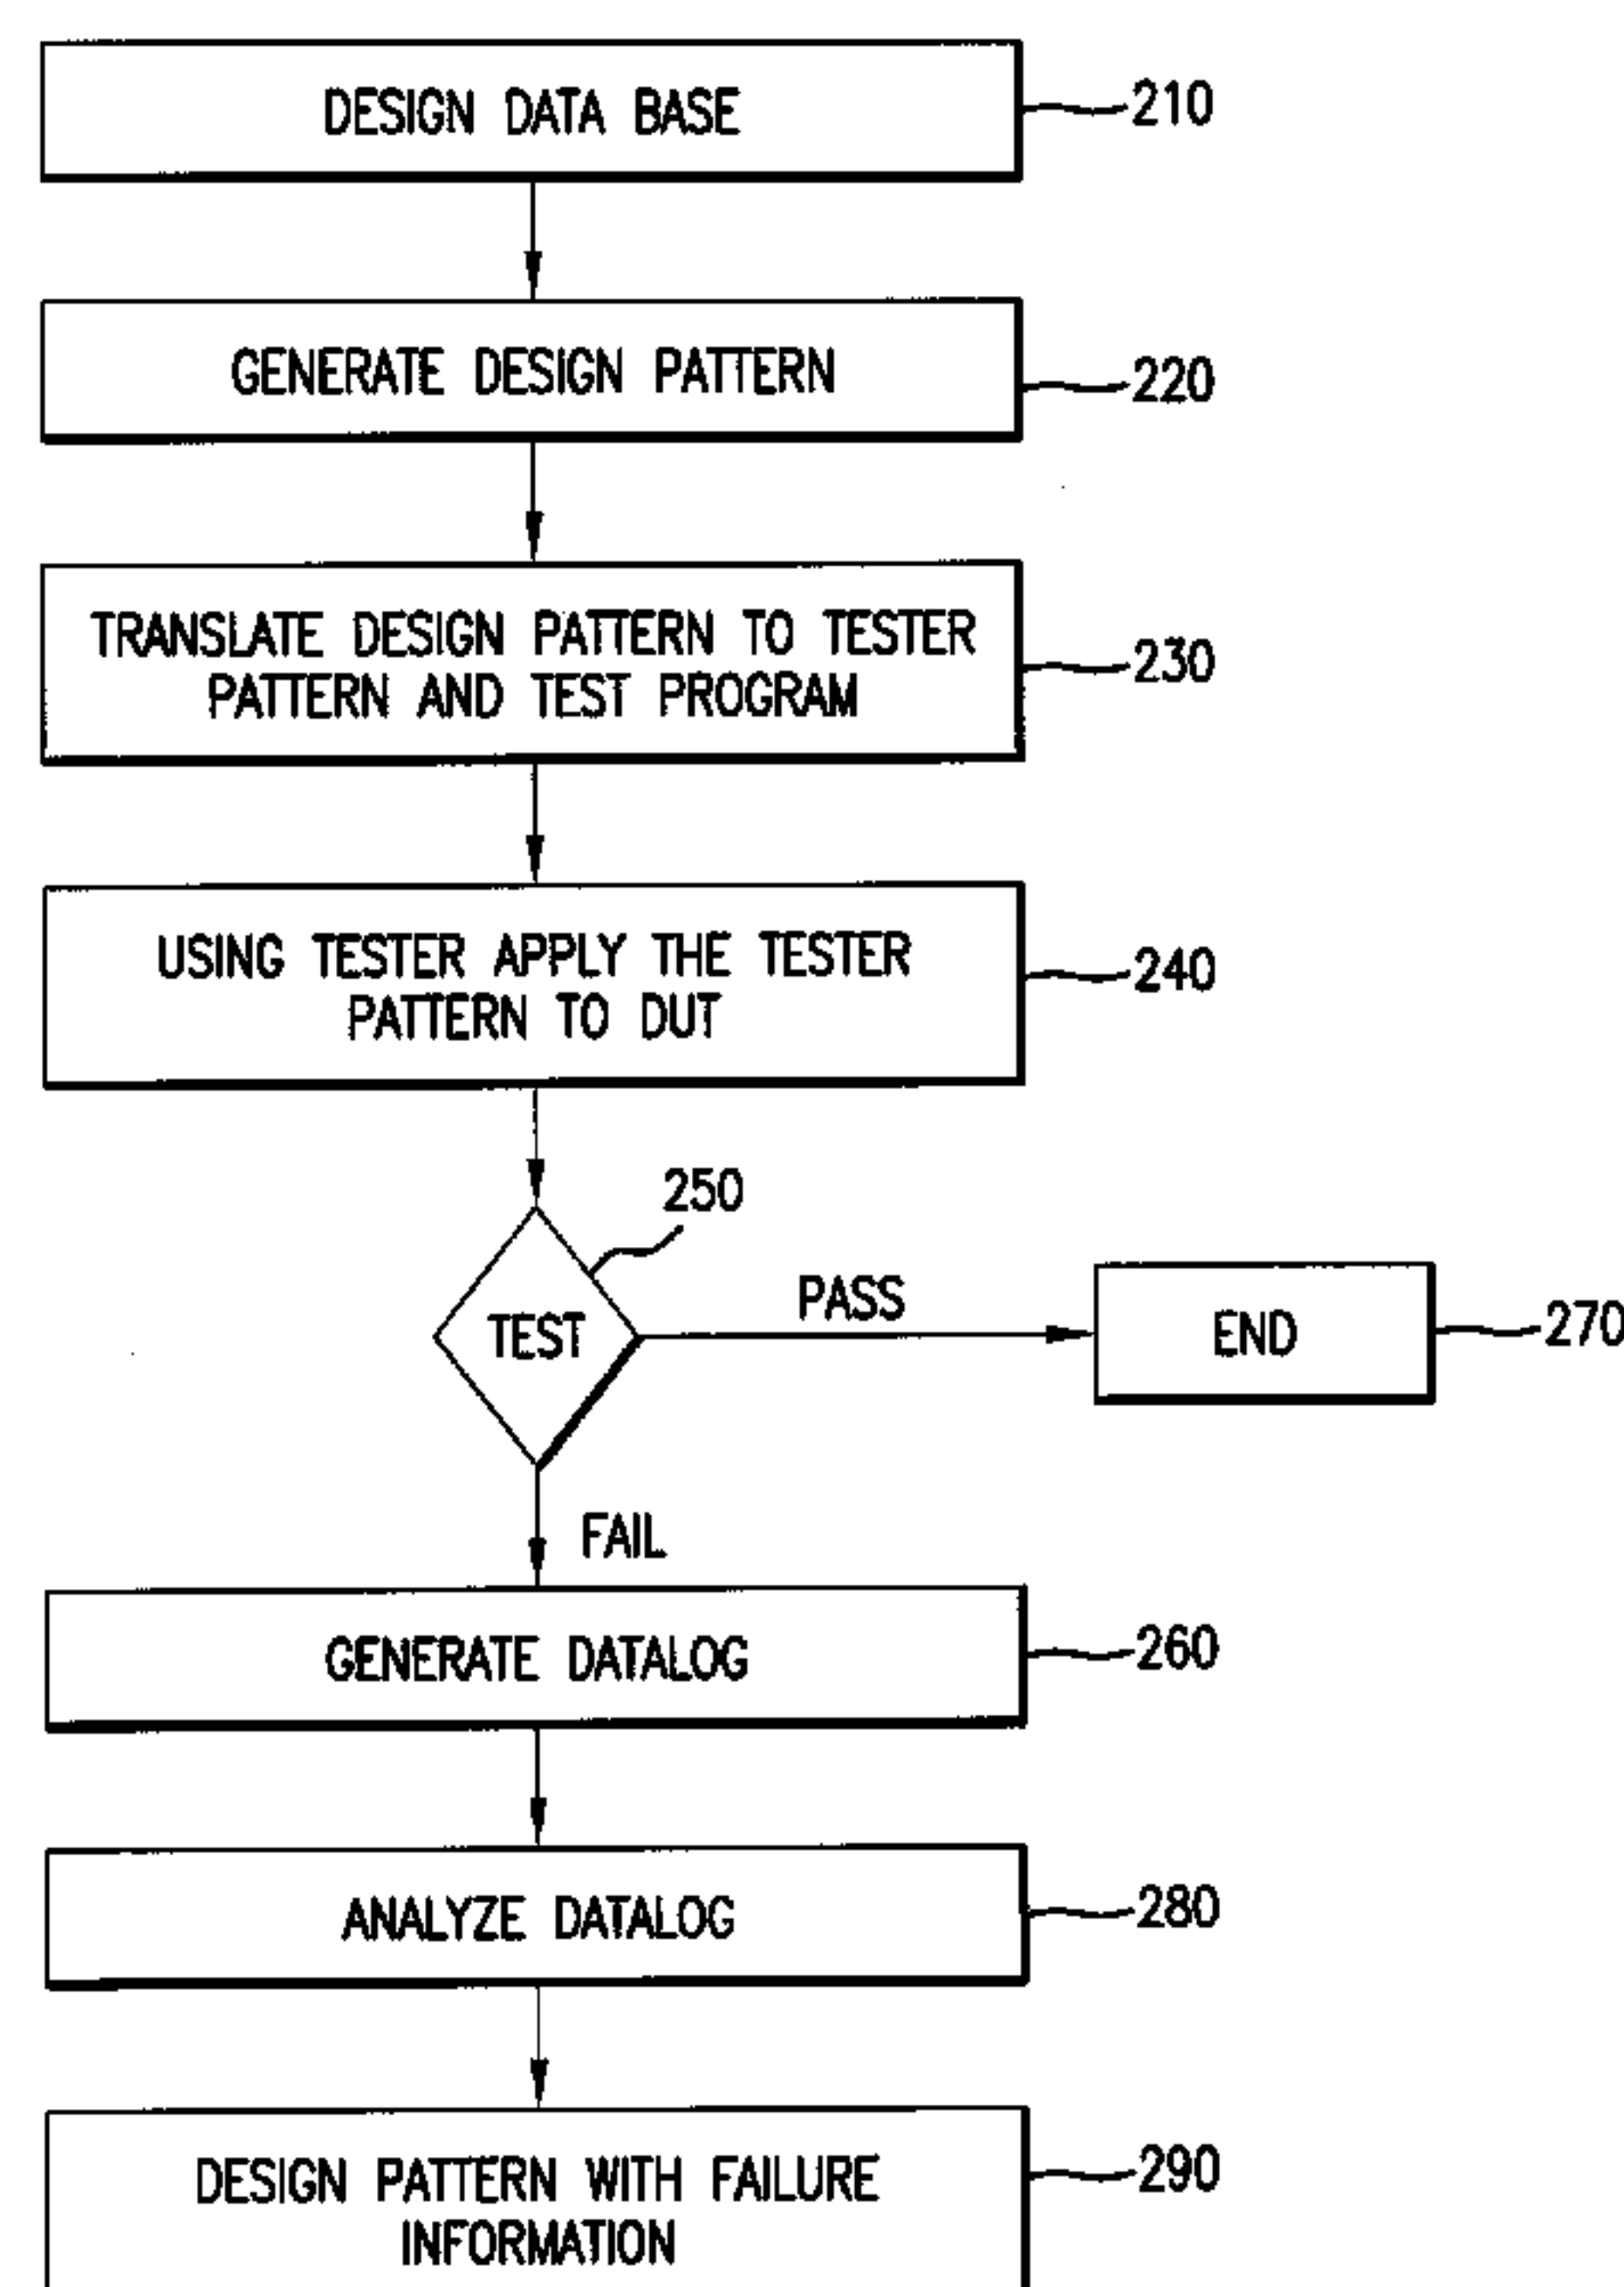 DESIGN DATA BASE
210
GENERATE DESIGN PATTERN
220
TRANSLATE DESIGN PATTERN TO TESTER
PATTERN AND TEST PROGRAM
230
USING TESTER APPLY THE TESTER
PATTERN TO DUT
240
250
TEST
PASS
END
270
FAIL
GENERATE DATALOG
260
ANALYZE DATALOG
280
DESIGN PATTERN WITH FAILURE
INFORMATION
290